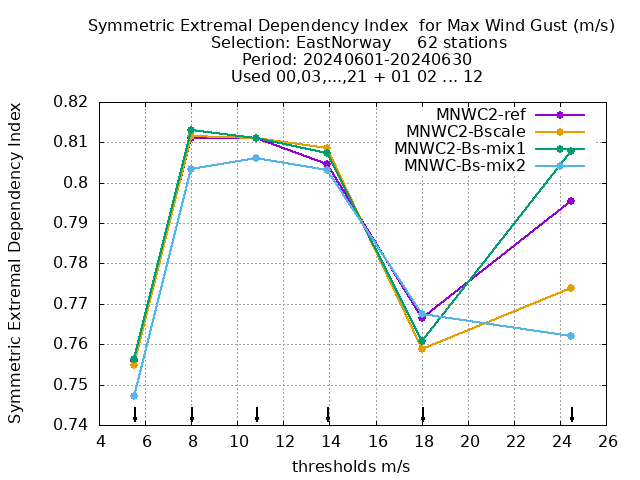 Symmetric Extremal Dependency Index  for Max Wind Gust (m/s)
Selection: EastNorway     62 stations
Period: 20240601-20240630
Used 00,03,...,21 + 01 02 ... 12
Symmetric Extremal Dependency Index
0.82
0.81
0.8
0.79
0.78
0.77
0.76
0.75
0.74
MNWC2-ref
MNWC2-Bscale
MNWC2-Bs-mix1
MNWC-Bs-mix2
4 6 8 10 12 14 16 18 20 22 24 26
thresholds m/s